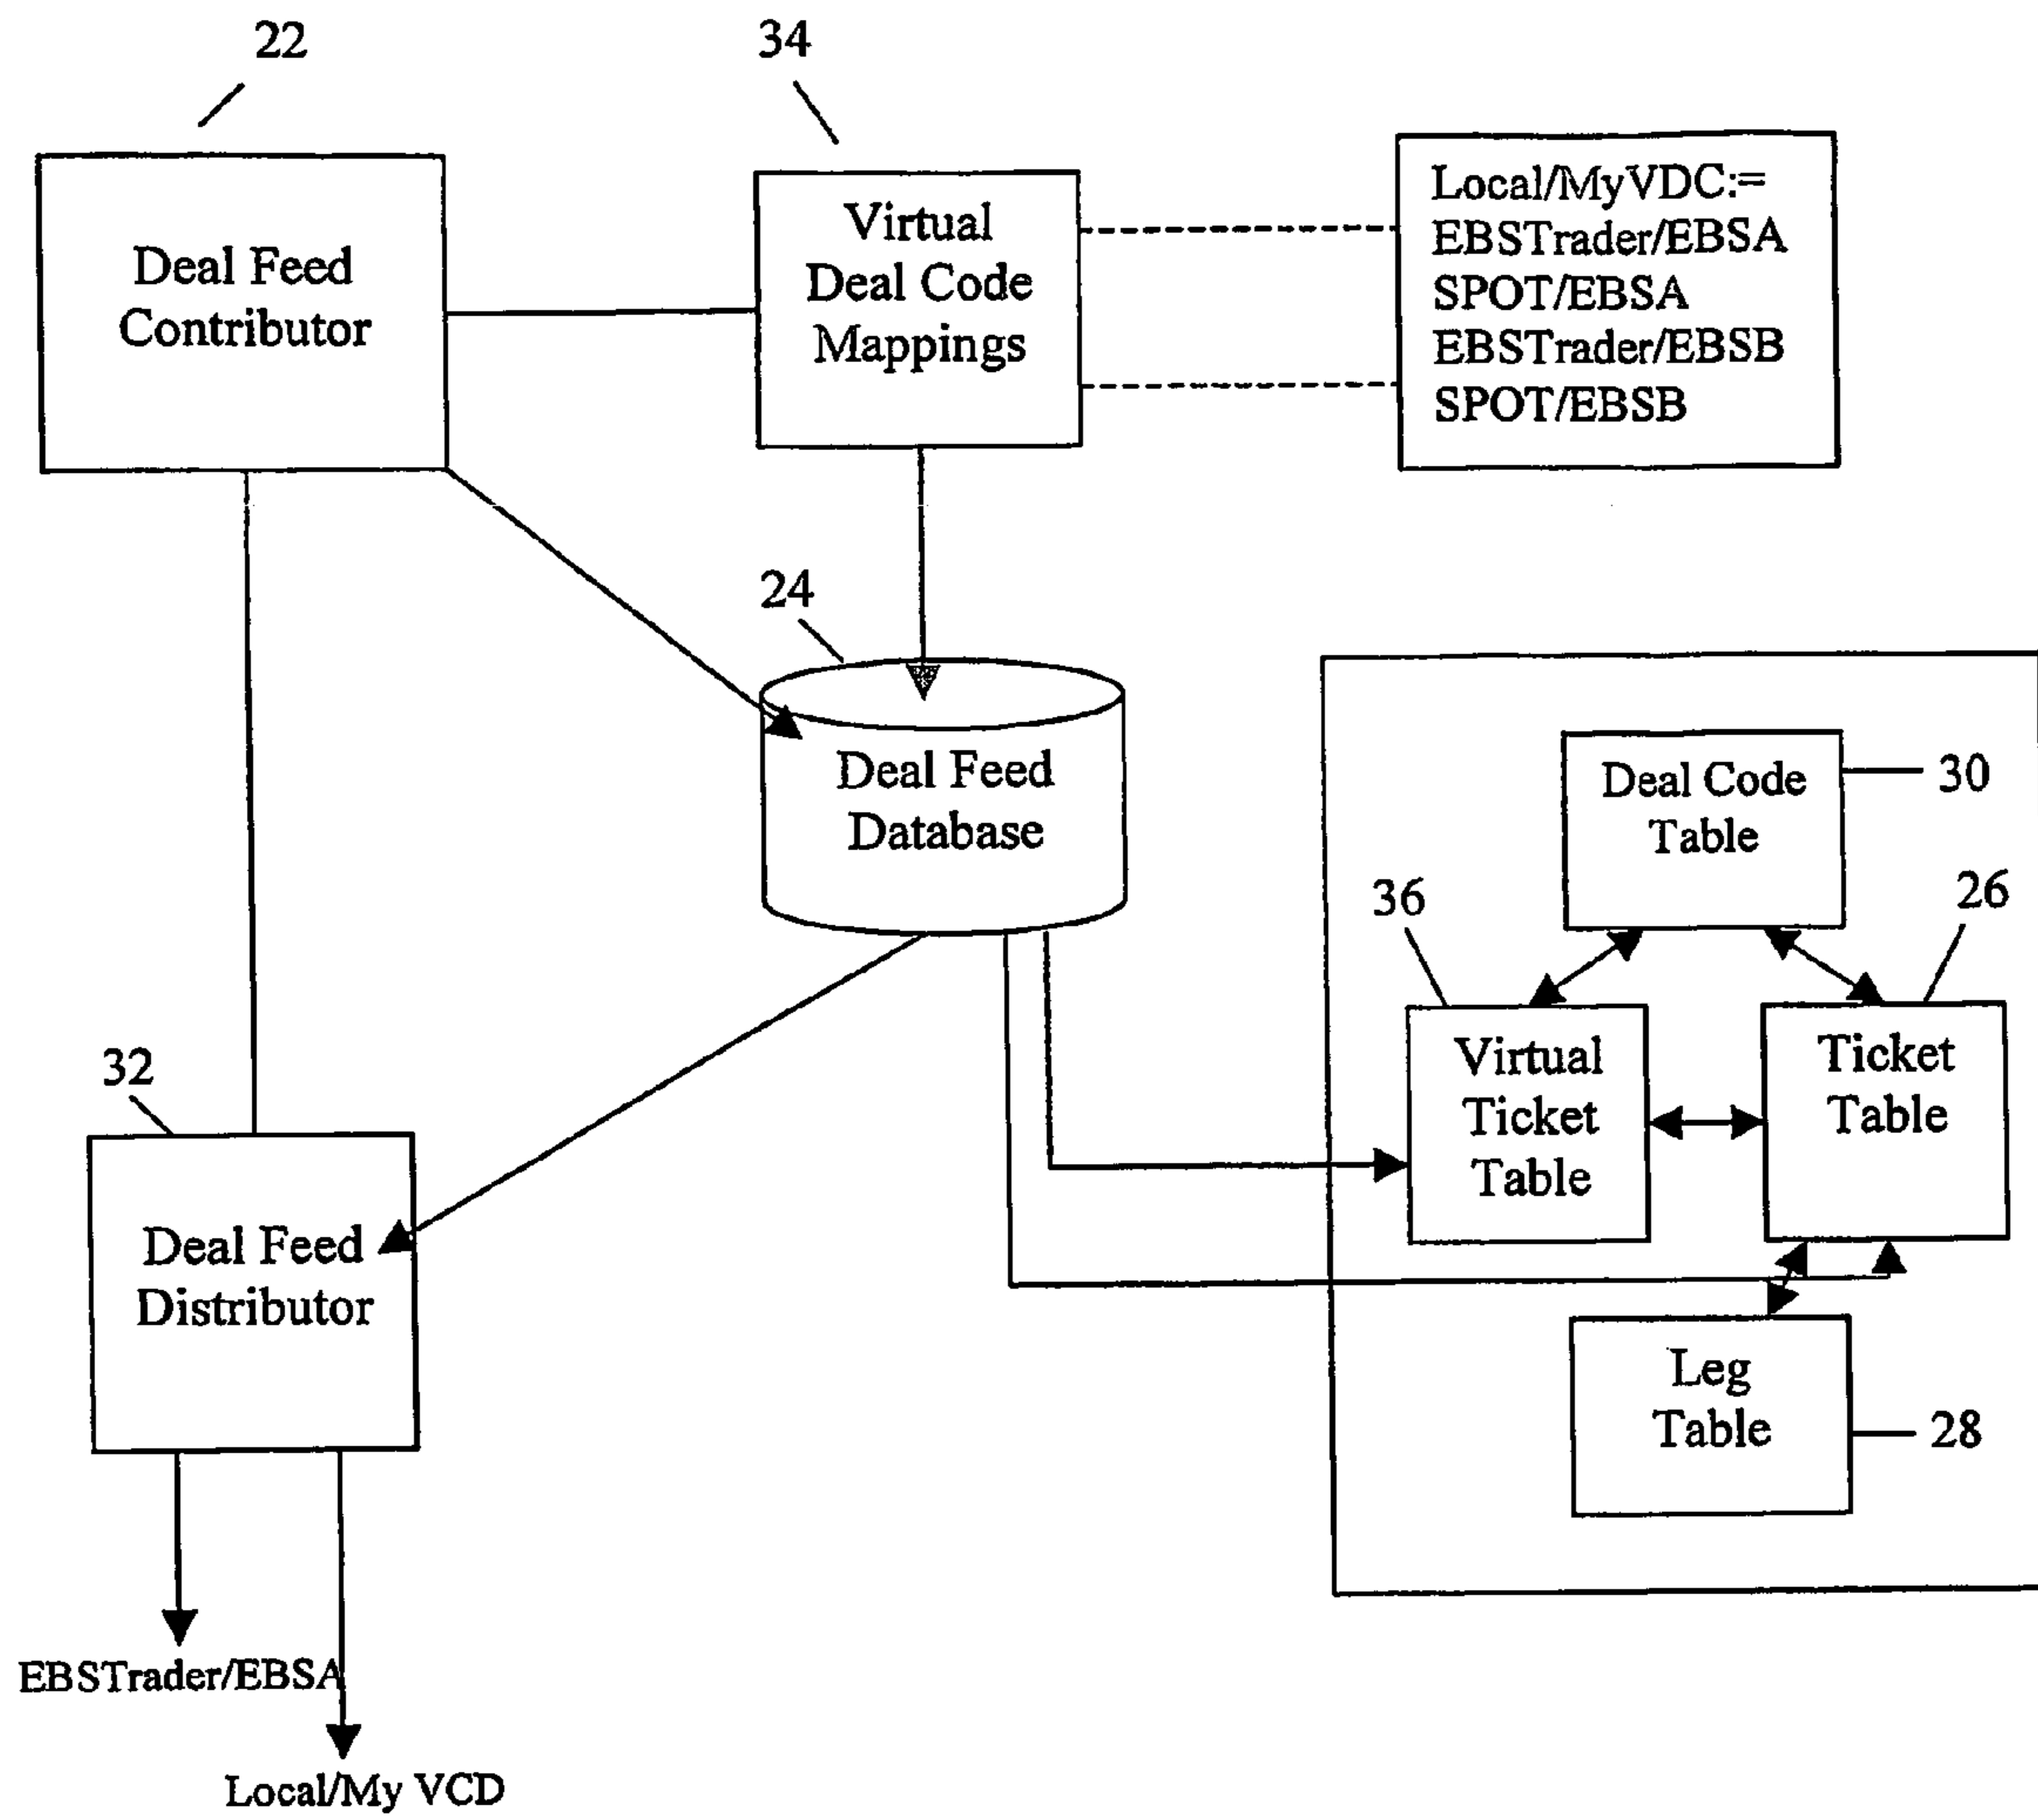 22
34
Deal Feed
Contributor
Virtual
Deal Code
Mappings
Local/MyVDC:=
EBSTrader/EBSA
SPOT/EBSA
EBSTrader/EBSB
SPOT/EBSB
24
Deal Feed
Database
Deal Code
Table
30
36
26
Virtual
Ticket
Table
Ticket
Table
32
Deal Feed
Distributor
Leg
Table
28
EBSTrader/EBSA
Local/My VCD